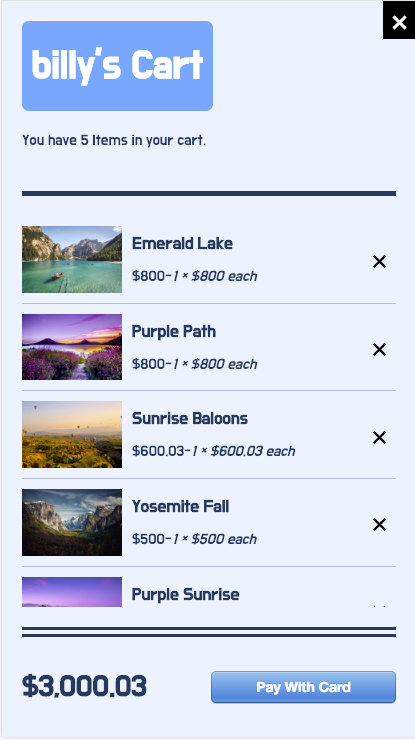 billy's Cart
You have 5 Items in your cart.
Emerald Lake
$800-1 × $800 each
Purple Path
$800-1 × $800 each
Sunrise Baloons
$600.03-1 × $600.03 each
Yosemite Fall
$500-1 × $500 each
Purple Sunrise
$3,000.03
Pay With Card